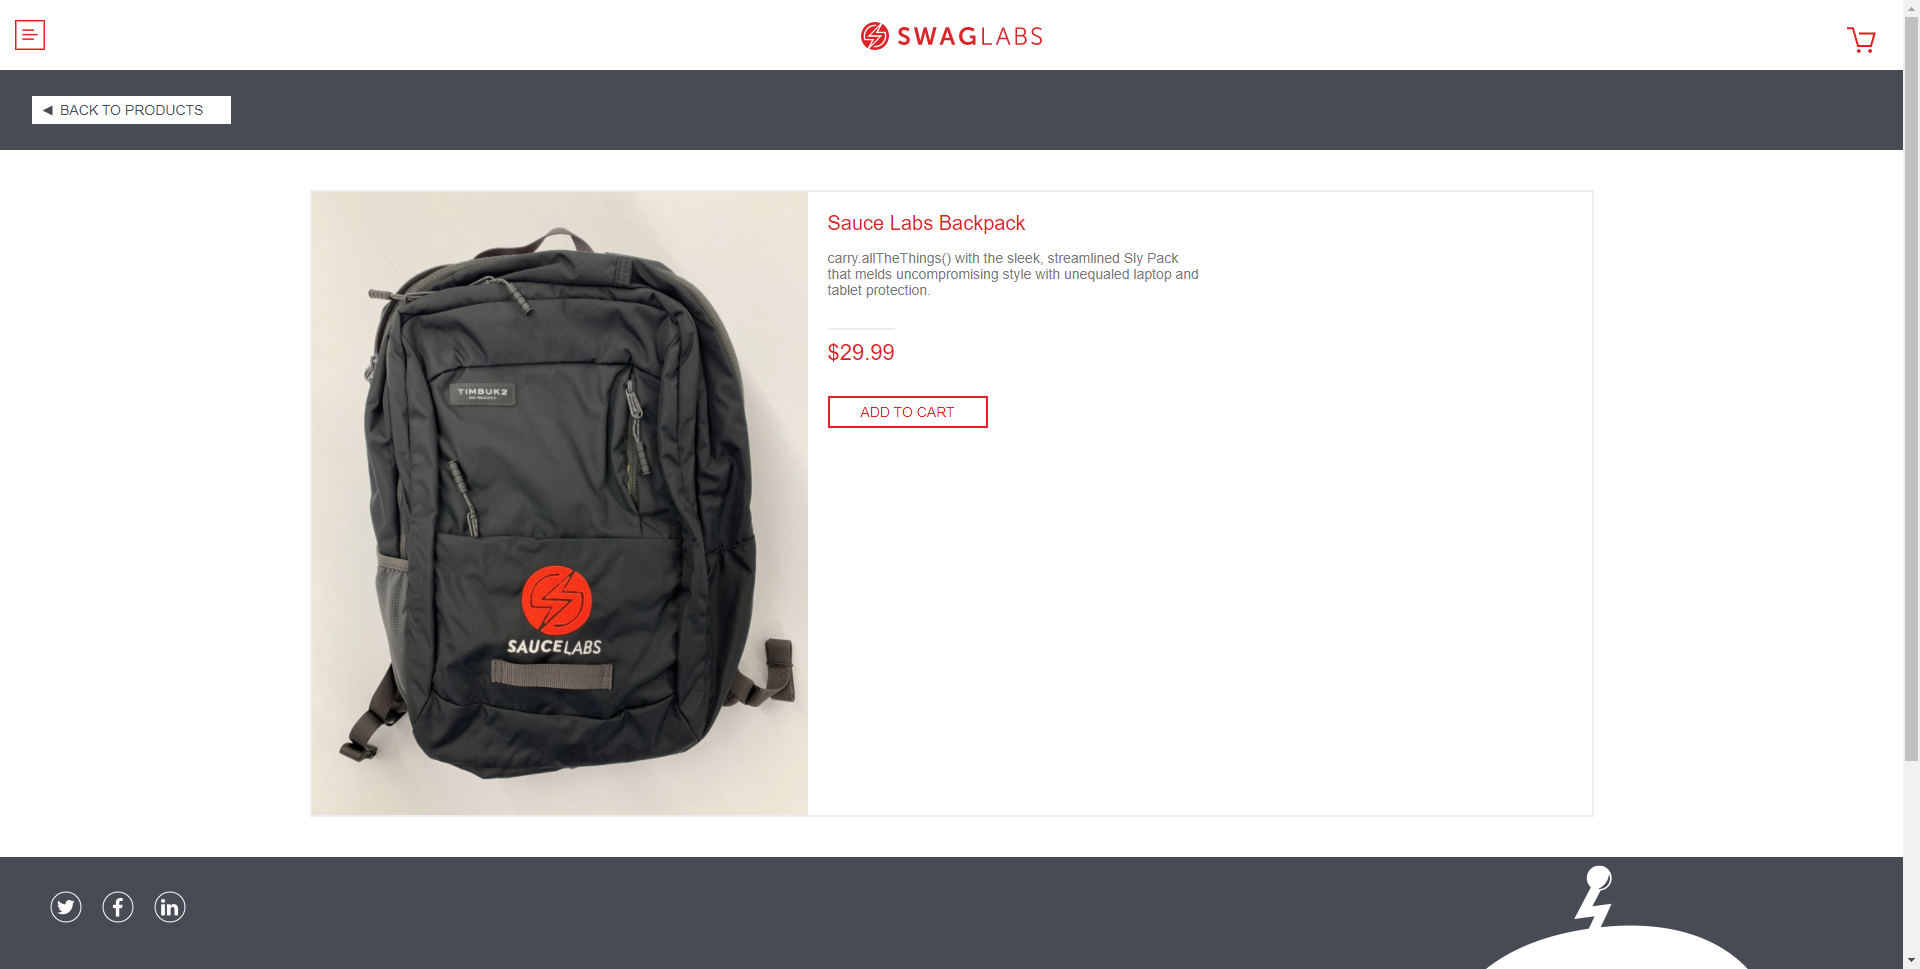 SWAGLABS
BACK TO PRODUCTS
TIMBUK2
SAUCELABS
Sauce Labs Backpack
carry.allTheThings() with the sleek, streamlined Sly Pack
that melds uncompromising style with unequaled laptop and
tablet protection.
$29.99
ADD TO CART